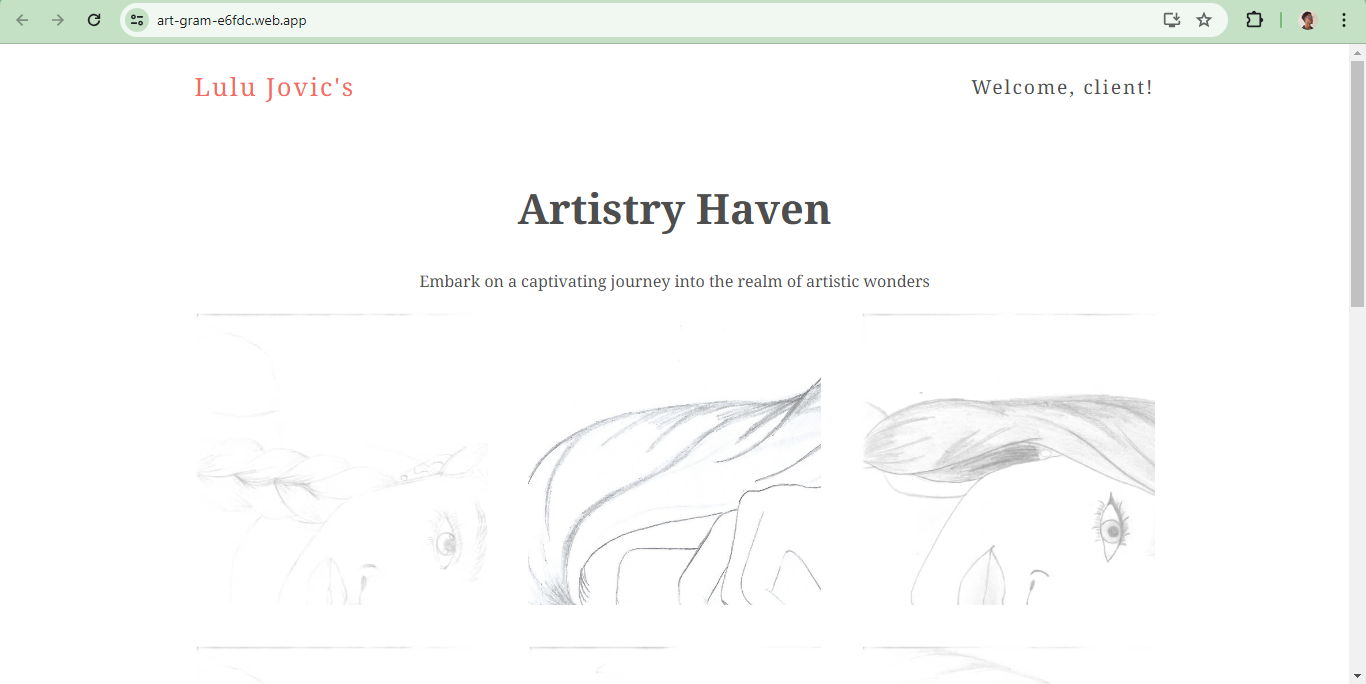 art-gram-e6fdc.web.app
Lulu Jovic's
Welcome, client!
Artistry Haven
Embark on a captivating journey into the realm of artistic wonders